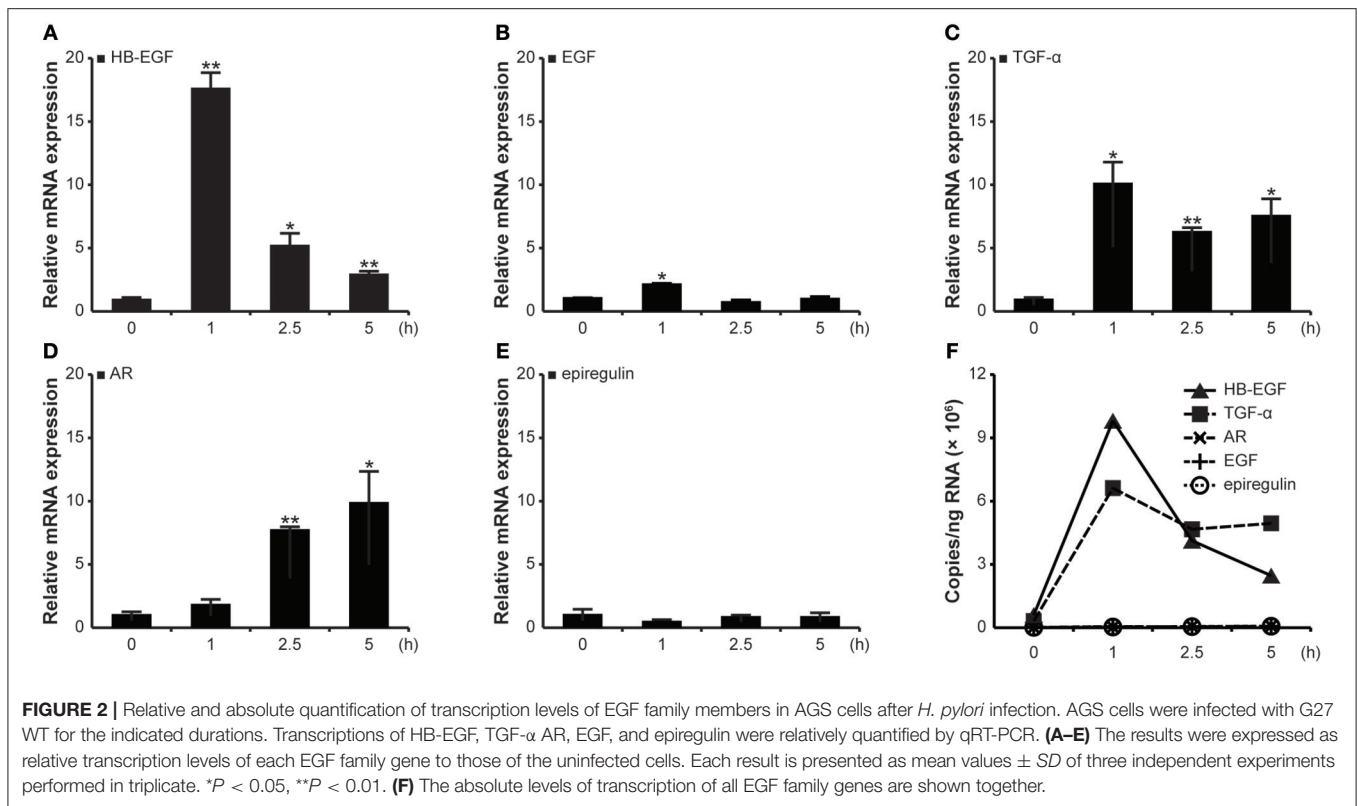 A
B
C
■ HB-EGF
■ EGF
■ TGF-α
Relative mRNA expression
20
15
10
5
0
**
*
**
0 1 2.5 5 (h)
Relative mRNA expression
20
15
10
5
0
*
0 1 2.5 5 (h)
Relative mRNA expression
20
15
10
5
0
*
**
*
0 1 2.5 5 (h)
D
E
F
■ AR
■ epiregulin
Relative mRNA expression
20
15
10
5
0
**
*
0 1 2.5 5 (h)
Relative mRNA expression
20
15
10
5
0
0 1 2.5 5 (h)
Copies/ng RNA (× 10⁶)
12
9
6
3
0
HB-EGF
TGF-α
AR
EGF
epiregulin
0 1 2.5 5 (h)
FIGURE 2 | Relative and absolute quantification of transcription levels of EGF family members in AGS cells after H. pylori infection. AGS cells were infected with G27
WT for the indicated durations. Transcriptions of HB-EGF, TGF-α AR, EGF, and epiregulin were relatively quantified by qRT-PCR. (A–E) The results were expressed as
relative transcription levels of each EGF family gene to those of the uninfected cells. Each result is presented as mean values ± SD of three independent experiments
performed in triplicate. *P < 0.05, **P < 0.01. (F) The absolute levels of transcription of all EGF family genes are shown together.